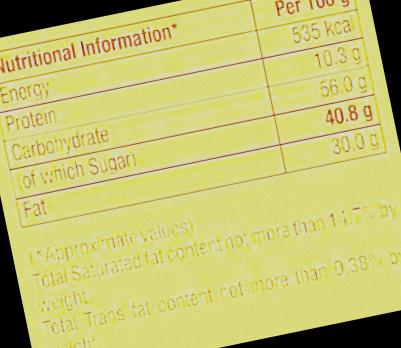 Nutritional Information* Per 100 g
Energy 535 kcal
Protein 10.3 g
Carbohydrate 56.0 g
(of which Sugar) 40.8 g
Fat 30.0 g
(*Approximate values)
Total Saturated fat content not more than 14.7% by
weight.
Total Trans fat content not more than 0.38% by
weight.